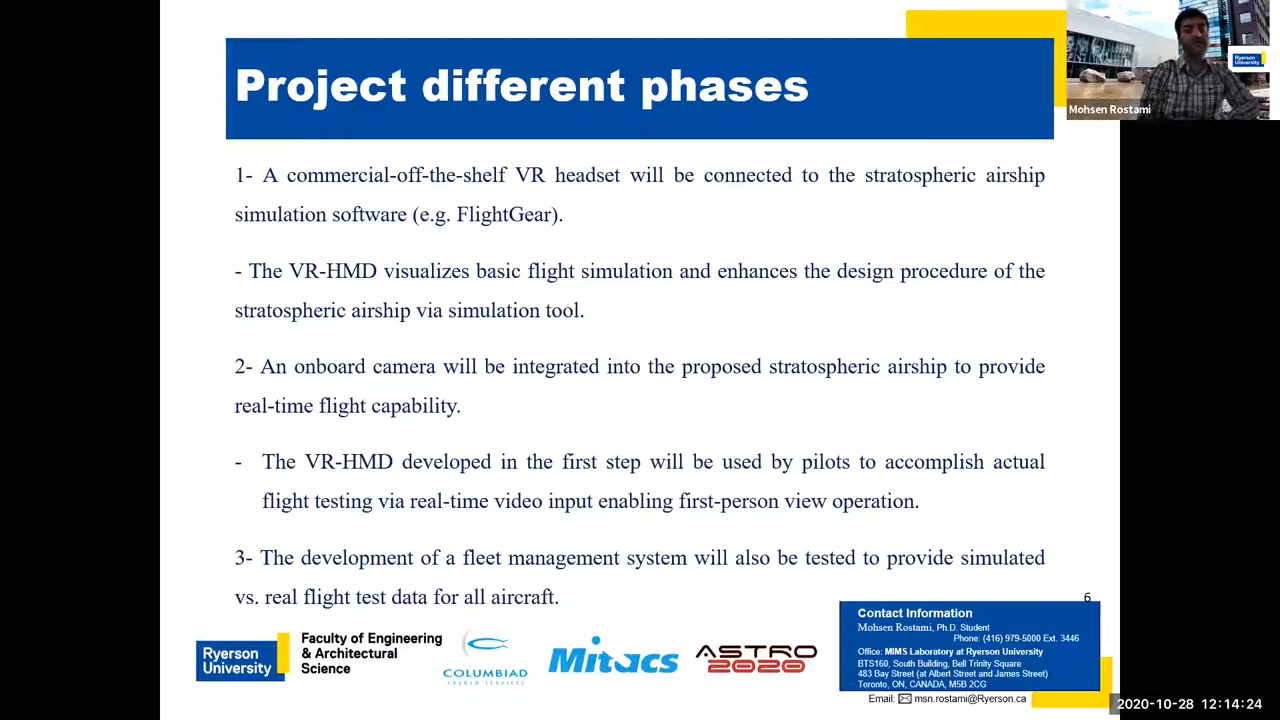 Project different phases
Ryerson
University
Mohsen Rostami
1- A commercial-off-the-shelf VR headset will be connected to the stratospheric airship
simulation software (e.g. FlightGear).
- The VR-HMD visualizes basic flight simulation and enhances the design procedure of the
stratospheric airship via simulation tool.
2- An onboard camera will be integrated into the proposed stratospheric airship to provide
real-time flight capability.
- The VR-HMD developed in the first step will be used by pilots to accomplish actual
flight testing via real-time video input enabling first-person view operation.
3- The development of a fleet management system will also be tested to provide simulated
vs. real flight test data for all aircraft.
6
Ryerson
University
Faculty of Engineering
& Architectural
Science
COLUMBIAD
LAUNCH SERVICES
Mitacs
ASTRO
2020
Contact Information
Mohsen Rostami, Ph.D. Student
Phone: (416) 979-5000 Ext. 3446
Office: MIMS Laboratory at Ryerson University
BTS160, South Building, Bell Trinity Square
483 Bay Street (at Albert Street and James Street)
Toronto, ON, CANADA, M5B 2CG
Email: msn.rostami@Ryerson.ca
2020-10-28 12:14:24